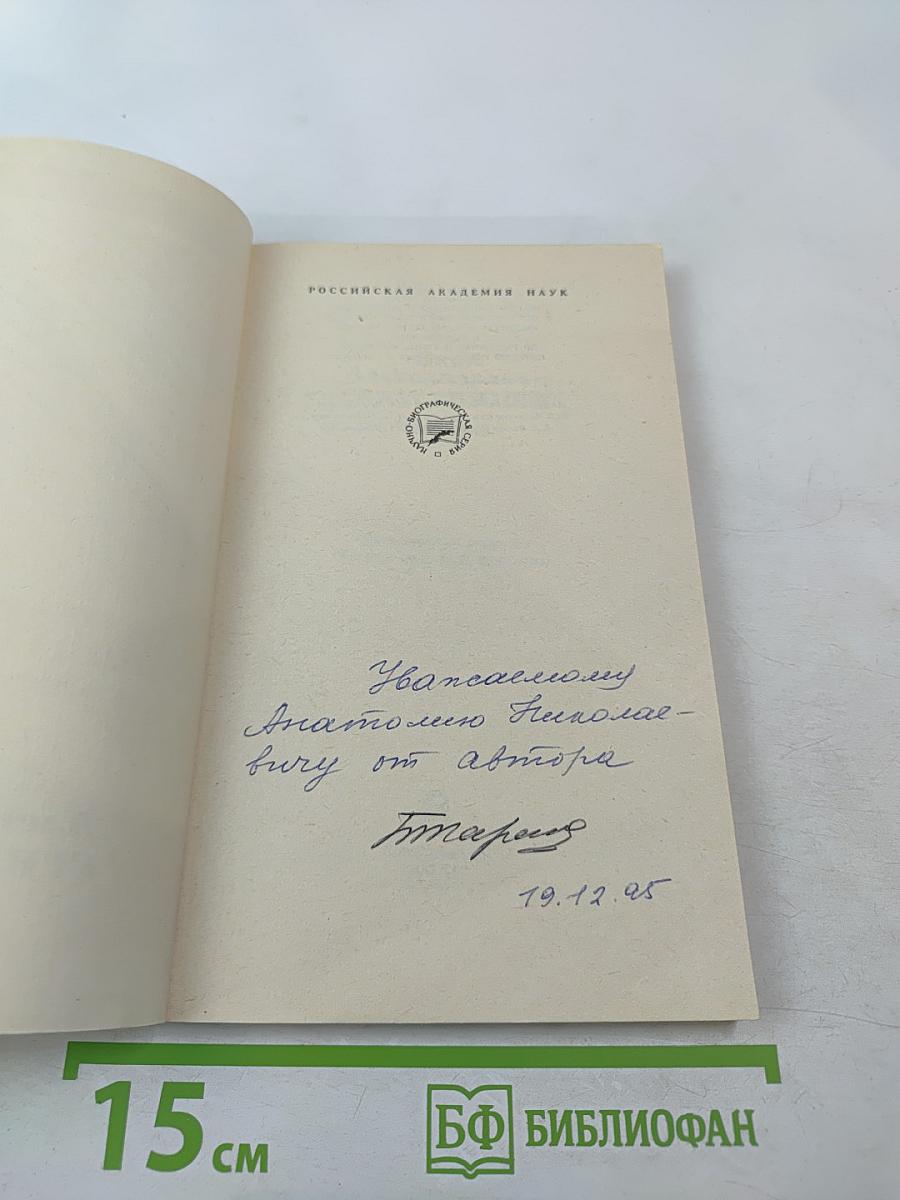 РОССИЙСКАЯ АКАДЕМИЯ НАУК
НАУЧНО-БИОГРАФИЧЕСКАЯ СЕРИЯ
Уважаемому
Анатолию Николае-
вичу от автора
19.12.95
15 см
БФ БИБЛИОФАН